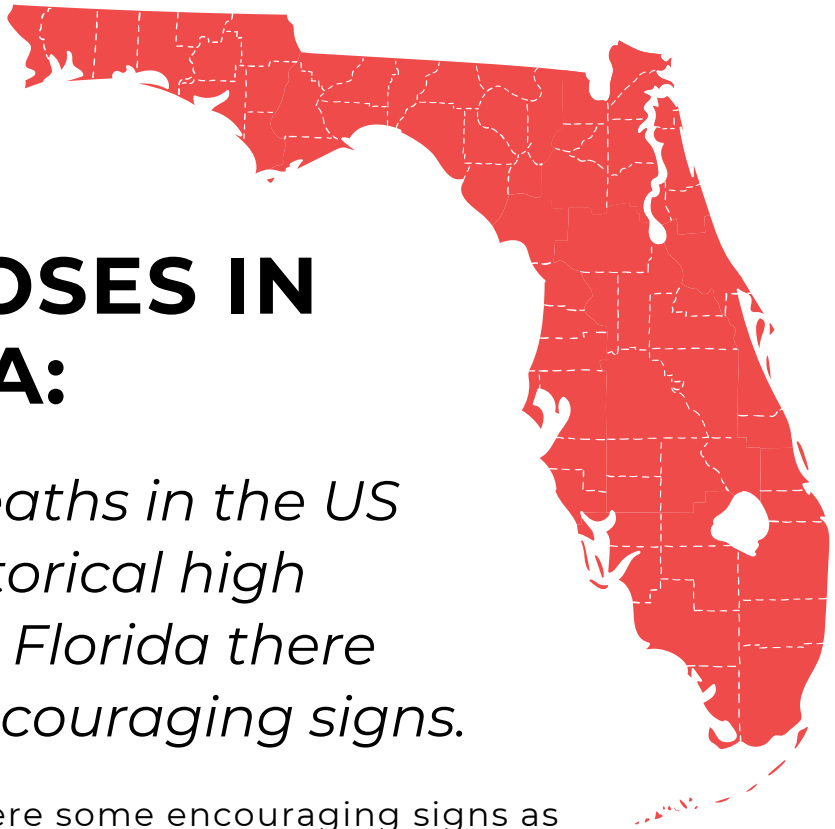 OSES IN
A:
eaths in the US
torical high
Florida there
couraging signs.
ere some encouraging signs as